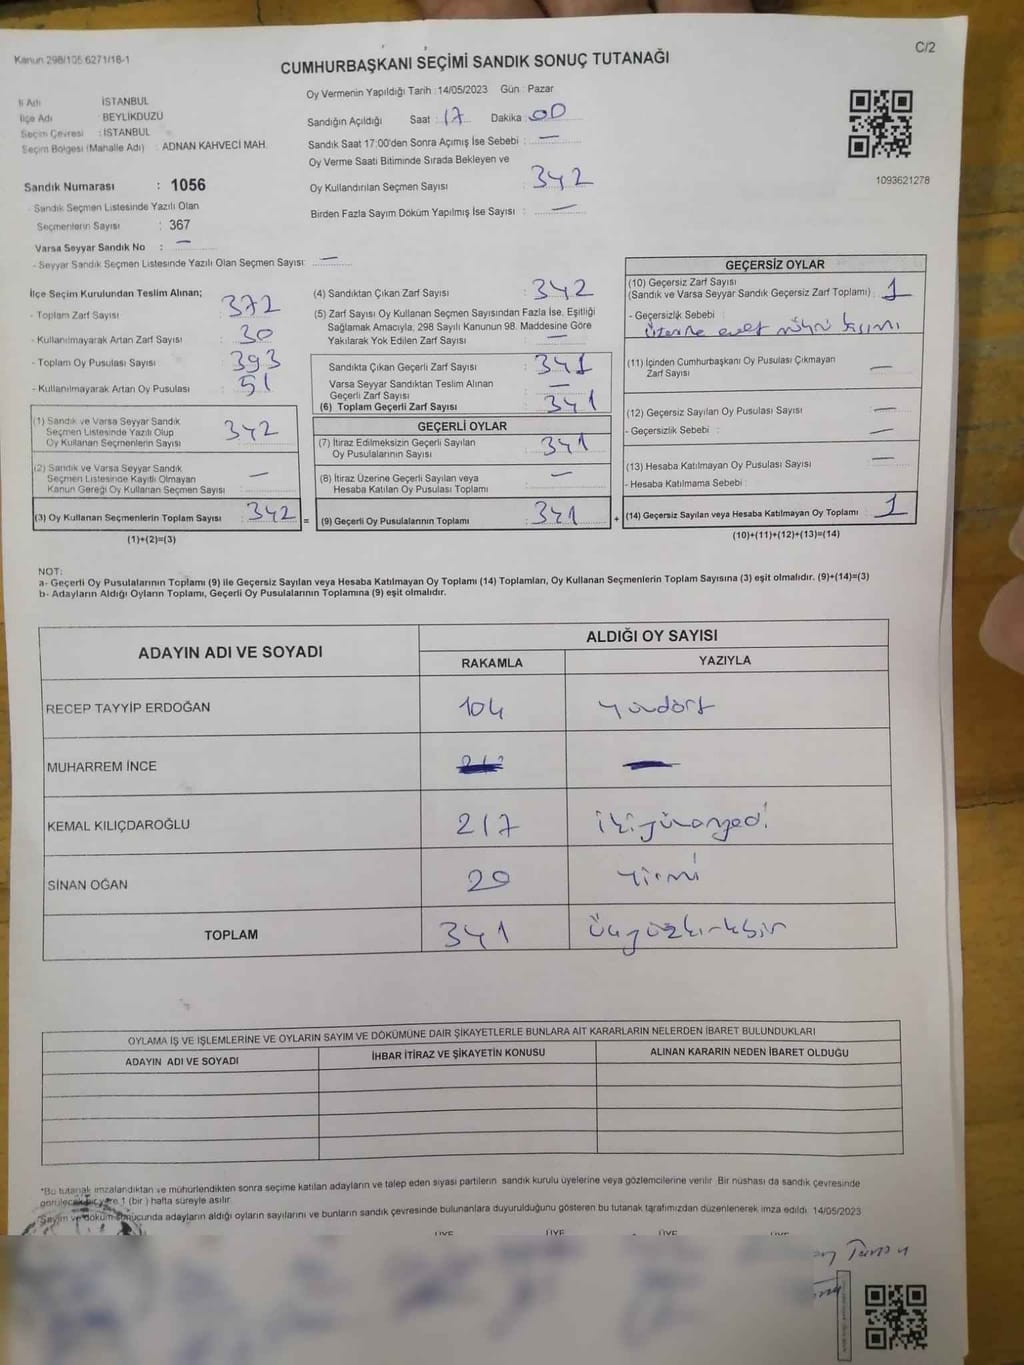 Kanun 298/105 6271/18-1
C/2
CUMHURBAŞKANI SEÇİMİ SANDIK SONUÇ TUTANAĞI
İl Adı İSTANBUL
İlçe Adı BEYLİKDÜZÜ
Seçim Çevresi : İSTANBUL
Seçim Bölgesi (Mahalle Adı) : ADNAN KAHVECİ MAH.
Sandık Numarası : 1056
- Sandık Seçmen Listesinde Yazılı Olan
Seçmenlerin Sayısı : 367
Varsa Seyyar Sandık No : —
- Seyyar Sandık Seçmen Listesinde Yazılı Olan Seçmen Sayısı: —
Oy Vermenin Yapıldığı Tarih :14/05/2023 Gün : Pazar
Sandığın Açıldığı Saat : 17 Dakika : 00
Sandık Saat 17:00'den Sonra Açımış İse Sebebi : —
Oy Verme Saati Bitiminde Sırada Bekleyen ve
Oy Kullandırılan Seçmen Sayısı : 342
Birden Fazla Sayım Döküm Yapılmış İse Sayısı : —
1093621278
İlçe Seçim Kurulundan Teslim Alınan;
- Toplam Zarf Sayısı : 372
- Kullanılmayarak Artan Zarf Sayısı : 30
- Toplam Oy Pusulası Sayısı : 393
- Kullanılmayarak Artan Oy Pusulası : 51
(1) Sandık ve Varsa Seyyar Sandık
Seçmen Listesinde Yazılı Olup
Oy Kullanan Seçmenlerin Sayısı : 342
(2) Sandık ve Varsa Seyyar Sandık
Seçmen Listesinde Kayıtlı Olmayan
Kanun Gereği Oy Kullanan Seçmen Sayısı : —
(3) Oy Kullanan Seçmenlerin Toplam Sayısı : 342 =
(1)+(2)=(3)
(4) Sandıktan Çıkan Zarf Sayısı : 342
(5) Zarf Sayısı Oy Kullanan Seçmen Sayısından Fazla İse, Eşitliği
Sağlamak Amacıyla; 298 Sayılı Kanunun 98. Maddesine Göre
Yakılarak Yok Edilen Zarf Sayısı : —
Sandıkta Çıkan Geçerli Zarf Sayısı : 341
Varsa Seyyar Sandıktan Teslim Alınan
Geçerli Zarf Sayısı : —
(6) Toplam Geçerli Zarf Sayısı : 341
GEÇERLİ OYLAR
(7) İtiraz Edilmeksizin Geçerli Sayılan
Oy Pusulalarının Sayısı : 341
(8) İtiraz Üzerine Geçerli Sayılan veya
Hesaba Katılan Oy Pusulası Toplamı : —
(9) Geçerli Oy Pusulalarının Toplamı : 341 +
GEÇERSİZ OYLAR
(10) Geçersiz Zarf Sayısı
(Sandık ve Varsa Seyyar Sandık Geçersiz Zarf Toplamı) : 1
- Geçersizlik Sebebi :
üzerine evet mührü
(11) İçinden Cumhurbaşkanı Oy Pusulası Çıkmayan
Zarf Sayısı : —
(12) Geçersiz Sayılan Oy Pusulası Sayısı : —
- Geçersizlik Sebebi : —
(13) Hesaba Katılmayan Oy Pusulası Sayısı : —
- Hesaba Katılmama Sebebi :
(14) Geçersiz Sayılan veya Hesaba Katılmayan Oy Toplamı : 1
(10)+(11)+(12)+(13)=(14)
NOT:
a- Geçerli Oy Pusulalarının Toplamı (9) ile Geçersiz Sayılan veya Hesaba Katılmayan Oy Toplamı (14) Toplamları, Oy Kullanan Seçmenlerin Toplam Sayısına (3) eşit olmalıdır. (9)+(14)=(3)
b- Adayların Aldığı Oyların Toplamı, Geçerli Oy Pusulalarının Toplamına (9) eşit olmalıdır.
ADAYIN ADI VE SOYADI
ALDIĞI OY SAYISI
RAKAMLA YAZIYLA
RECEP TAYYİP ERDOĞAN 104 yüzdört
MUHARREM İNCE —
KEMAL KILIÇDAROĞLU 217 ikiyüzonyedi
SİNAN OĞAN 20 yirmi
TOPLAM 341 üçyüzkırkbir
OYLAMA İŞ VE İŞLEMLERİNE VE OYLARIN SAYIM VE DÖKÜMÜNE DAİR ŞİKAYETLERLE BUNLARA AİT KARARLARIN NELERDEN İBARET BULUNDUKLARI
ADAYIN ADI VE SOYADI İHBAR İTİRAZ VE ŞİKAYETİN KONUSU ALINAN KARARIN NEDEN İBARET OLDUĞU
*Bu tutanak imzalandıktan ve mühürlendikten sonra seçime katılan adayların ve talep eden siyasi partilerin sandık kurulu üyelerine veya gözlemcilerine verilir. Bir nüshası da sandık çevresinde
görülecek bir yere 1 (bir) hafta süreyle asılır.
*Sayım ve döküm sonucunda adayların aldığı oyların sayılarını ve bunların sandık çevresinde bulunanlara duyurulduğunu gösteren bu tutanak tarafımızdan düzenlenerek imza edildi. 14/05/2023
ÜYE ÜYE ÜYE